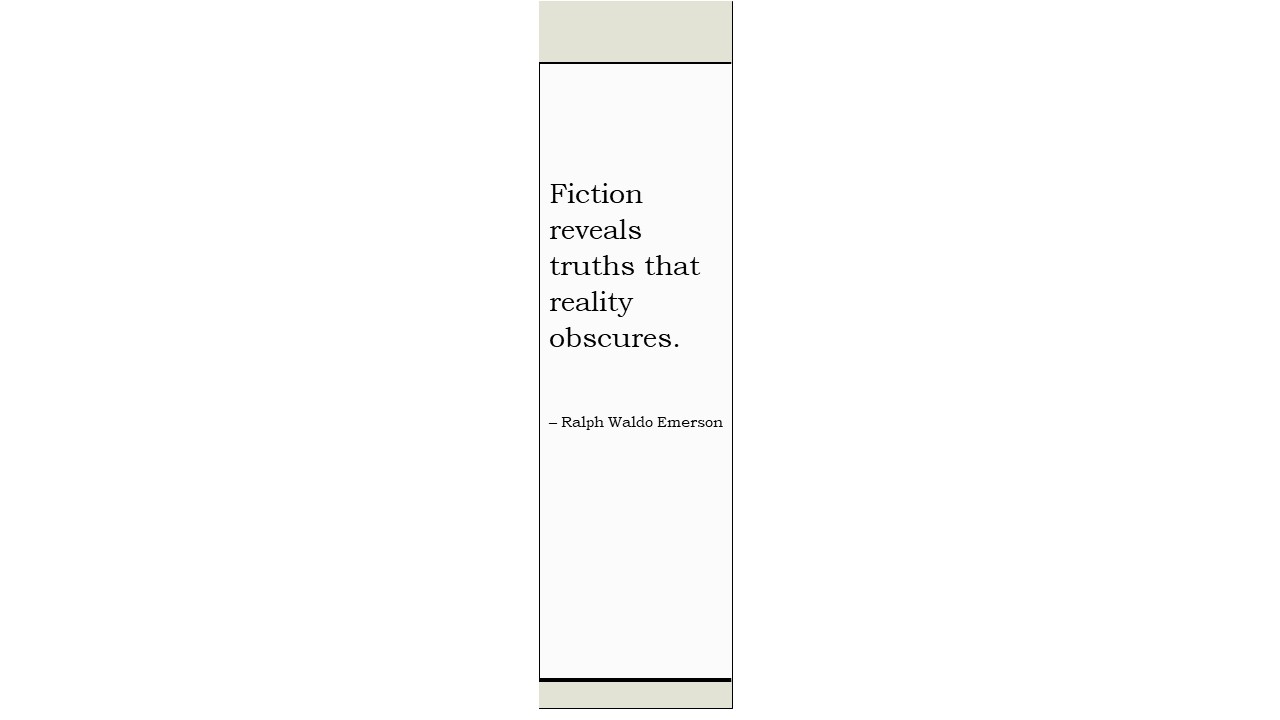 Fiction
reveals
truths that
reality
obscures.
– Ralph Waldo Emerson